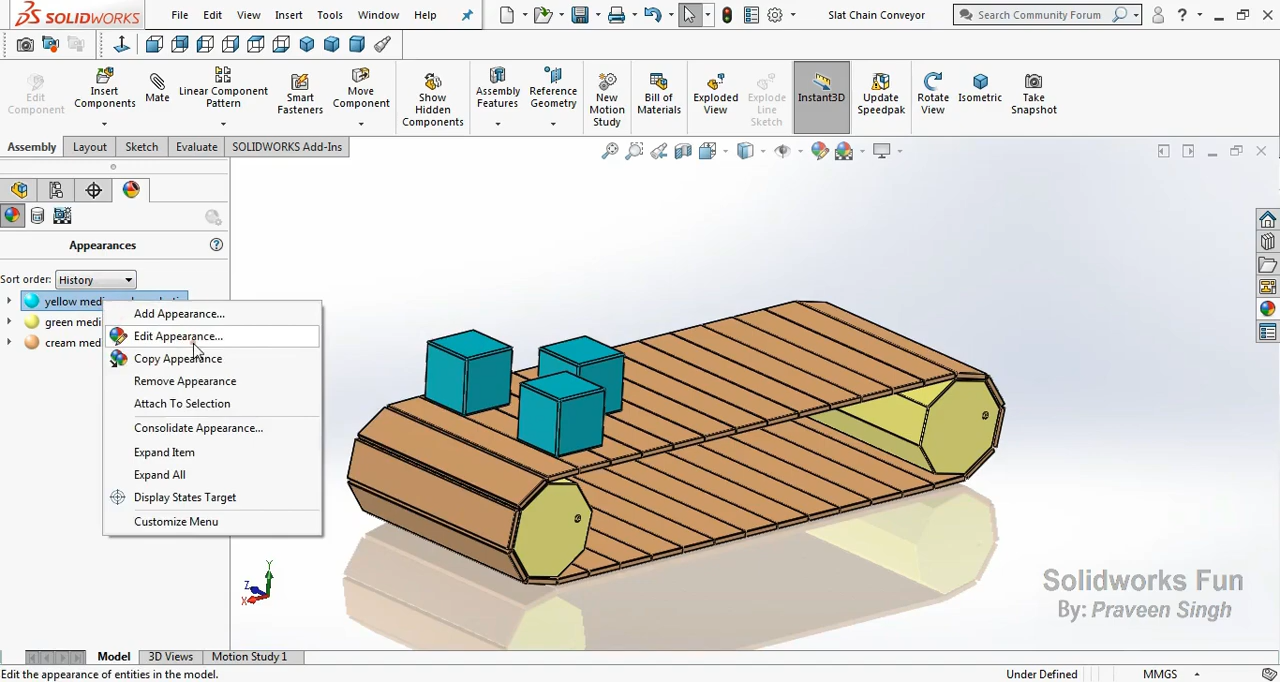 SOLIDWORKS
File Edit View Insert Tools Window Help
Slat Chain Conveyor
Search Community Forum
Edit Component
Insert Components
Mate
Linear Component Pattern
Smart Fasteners
Move Component
Show Hidden Components
Assembly Features
Reference Geometry
New Motion Study
Bill of Materials
Exploded View
Explode Line Sketch
Instant3D
Update Speedpak
Rotate View
Isometric
Take Snapshot
Assembly Layout Sketch Evaluate SOLIDWORKS Add-Ins
Appearances
Sort order: History
yellow medi
green medi
cream med
Add Appearance...
Edit Appearance...
Copy Appearance
Remove Appearance
Attach To Selection
Consolidate Appearance...
Expand Item
Expand All
Display States Target
Customize Menu
Y
Z
X
Solidworks Fun
By: Praveen Singh
Model 3D Views Motion Study 1
Edit the appearance of entities in the model.
Under Defined
MMGS